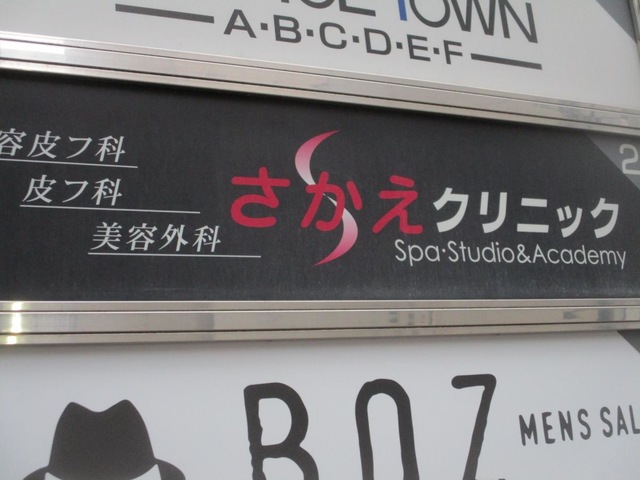 TOWN
A·B·C·D·E·F
容皮フ科
皮フ科
美容外科
さかえクリニック
Spa·Studio&Academy
2
BOZ
MENS SAL